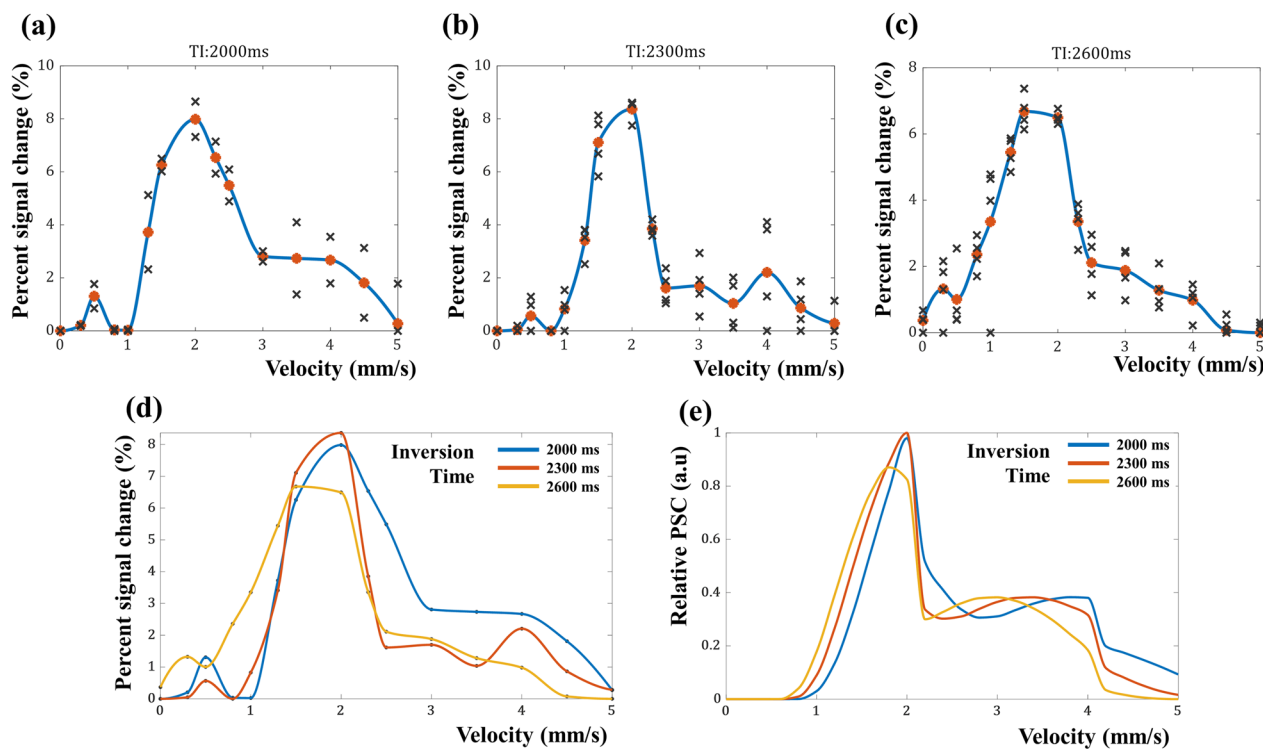 (a)
TI:2000ms
Percent signal change (%)
10
8
6
4
2
0
0 1 2 3 4 5
Velocity (mm/s)
(b)
TI:2300ms
Percent signal change (%)
10
8
6
4
2
0
0 1 2 3 4 5
Velocity (mm/s)
(c)
TI:2600ms
Percent signal change (%)
8
6
4
2
0
0 1 2 3 4 5
Velocity (mm/s)
(d)
Percent signal change (%)
8
7
6
5
4
3
2
1
0
0 1 2 3 4 5
Velocity (mm/s)
Inversion
Time
2000 ms
2300 ms
2600 ms
(e)
Relative PSC (a.u)
1
0.8
0.6
0.4
0.2
0
0 1 2 3 4 5
Velocity (mm/s)
Inversion
Time
2000 ms
2300 ms
2600 ms